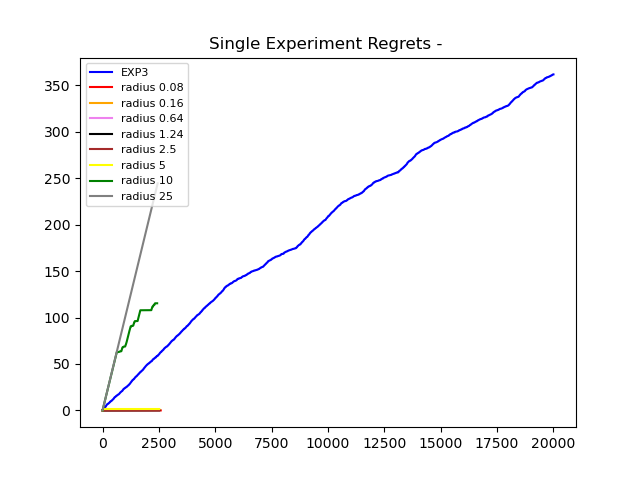 Single Experiment Regrets -
EXP3
radius 0.08
radius 0.16
radius 0.64
radius 1.24
radius 2.5
radius 5
radius 10
radius 25
350
300
250
200
150
100
50
0
0 2500 5000 7500 10000 12500 15000 17500 20000